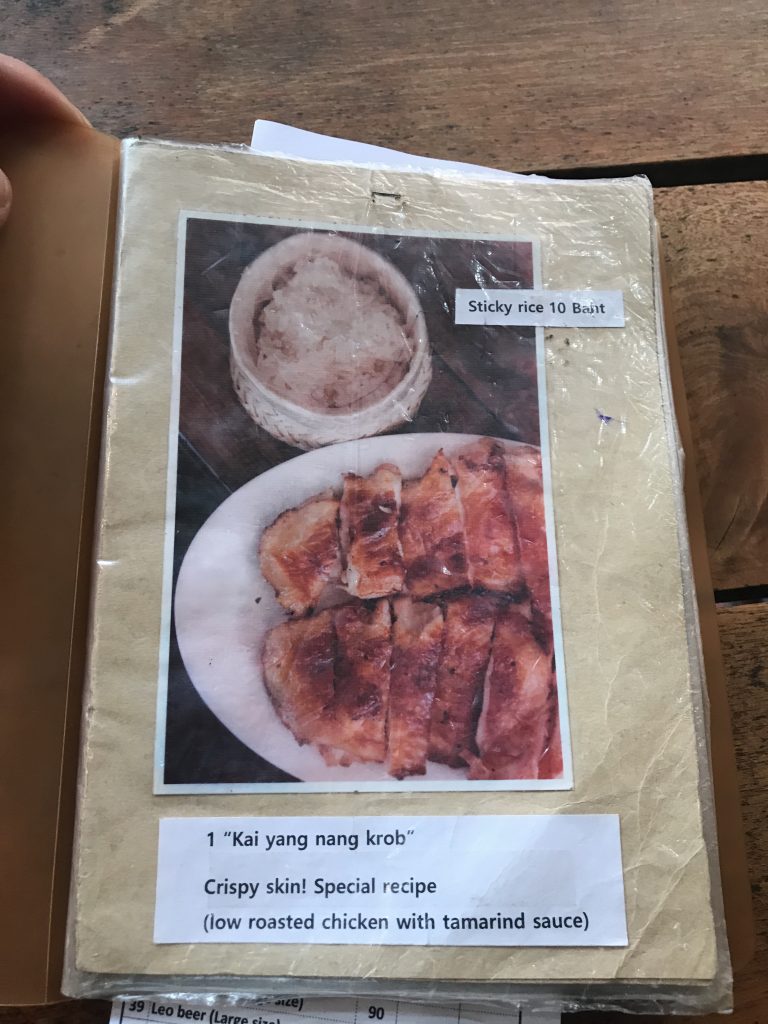 Sticky rice 10 Baht
1 "Kai yang nang krob"
Crispy skin! Special recipe
(low roasted chicken with tamarind sauce)
size)
39 Leo beer (Large size) 90